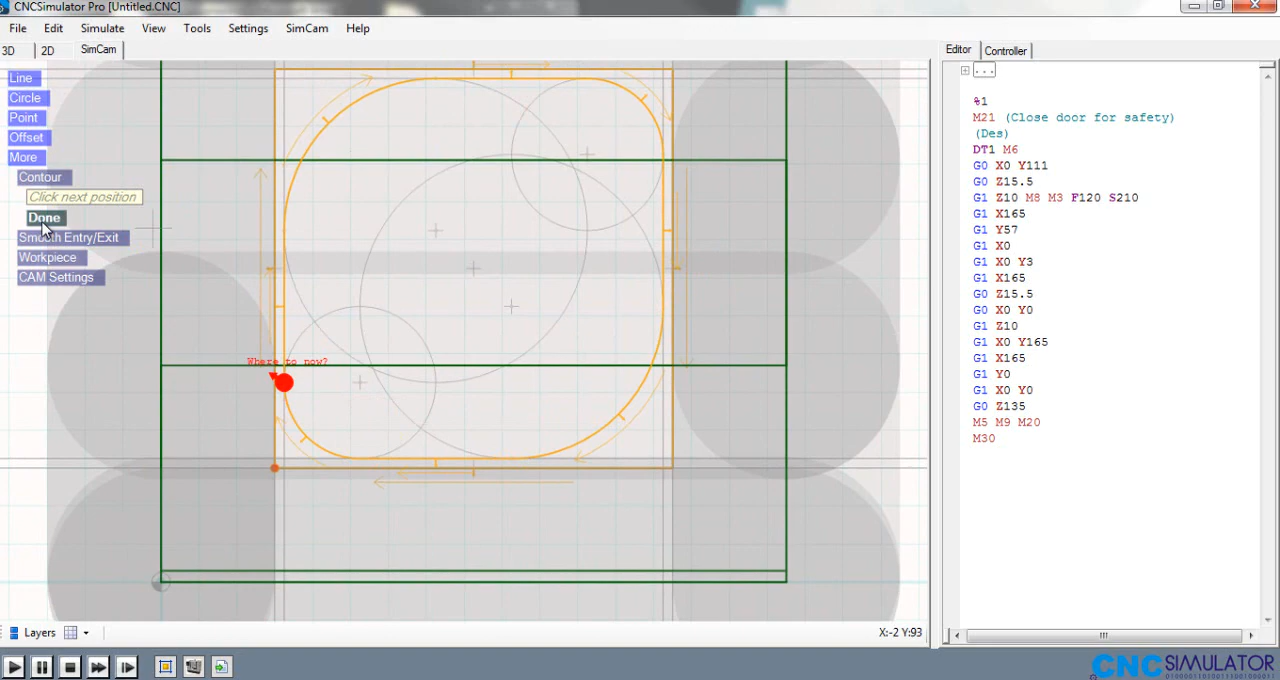 CNCSimulator Pro [Untitled.CNC]
File Edit Simulate View Tools Settings SimCam Help
3D 2D SimCam
Editor Controller
Line
Circle
Point
Offset
More
Contour
Click next position
Done
Smooth Entry/Exit
Workpiece
CAM Settings
Where to now?
...
%1
M21 (Close door for safety)
(Des)
DT1 M6
G0 X0 Y111
G0 Z15.5
G1 Z10 M8 M3 F120 S210
G1 X165
G1 Y57
G1 X0
G1 X0 Y3
G1 X165
G0 Z15.5
G0 X0 Y0
G1 Z10
G1 X0 Y165
G1 X165
G1 Y0
G1 X0 Y0
G0 Z135
M5 M9 M20
M30
Layers
X:-2 Y:93
CNC SIMULATOR